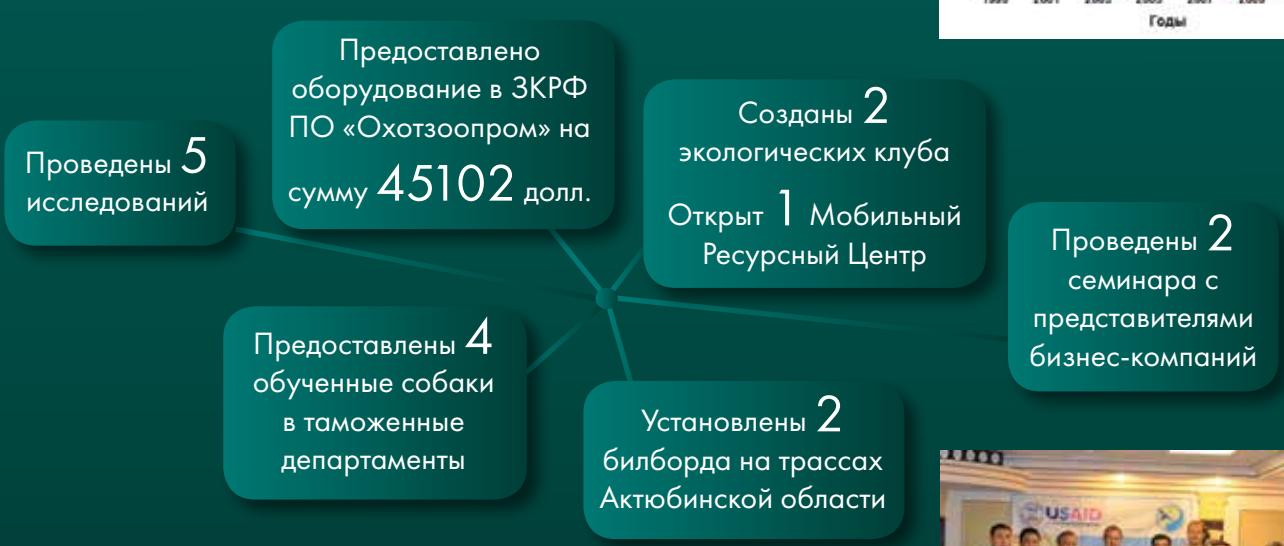 Годы
Предоставлено
оборудование в ЗКРФ
ПО «Охотзоопром» на
сумму 45102 долл.
Проведены 5
исследований
Созданы 2
экологических клуба
Открыт 1 Мобильный
Ресурсный Центр
Проведены 2
семинара с
представителями
бизнес-компаний
Предоставлены 4
обученные собаки
в таможенные
департаменты
Установлены 2
билборда на трассах
Актюбинской области
USAID